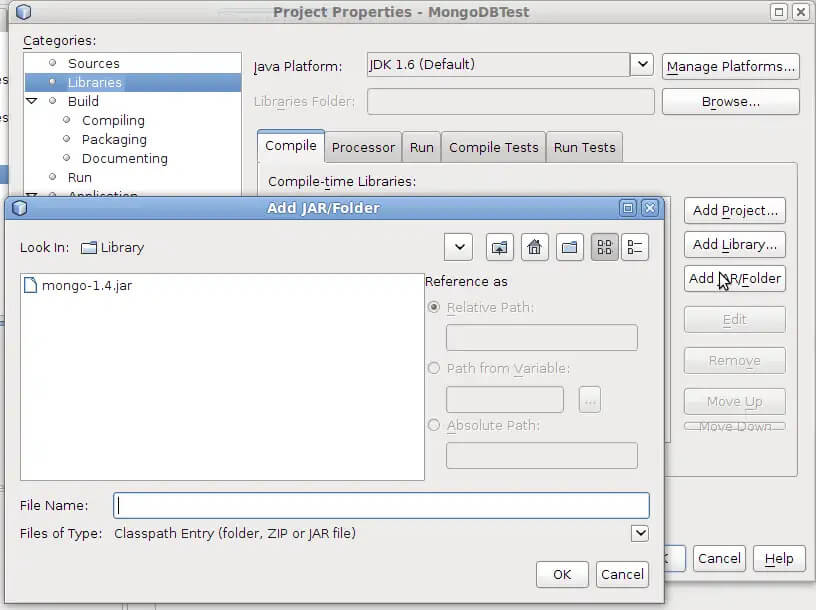 Project Properties - MongoDBTest
Categories:
Sources
Libraries
Build
Compiling
Packaging
Documenting
Run
Application
Java Platform:
JDK 1.6 (Default)
Manage Platforms...
Libraries Folder:
Browse...
Compile
Processor
Run
Compile Tests
Run Tests
Compile-time Libraries:
Add Project...
Add Library...
Add JAR/Folder
Edit
Remove
Move Up
Move Down
Cancel
Help
Add JAR/Folder
Look In:
Library
mongo-1.4.jar
Reference as
Relative Path:
Path from Variable:
...
Absolute Path:
File Name:
Files of Type:
Classpath Entry (folder, ZIP or JAR file)
OK
Cancel